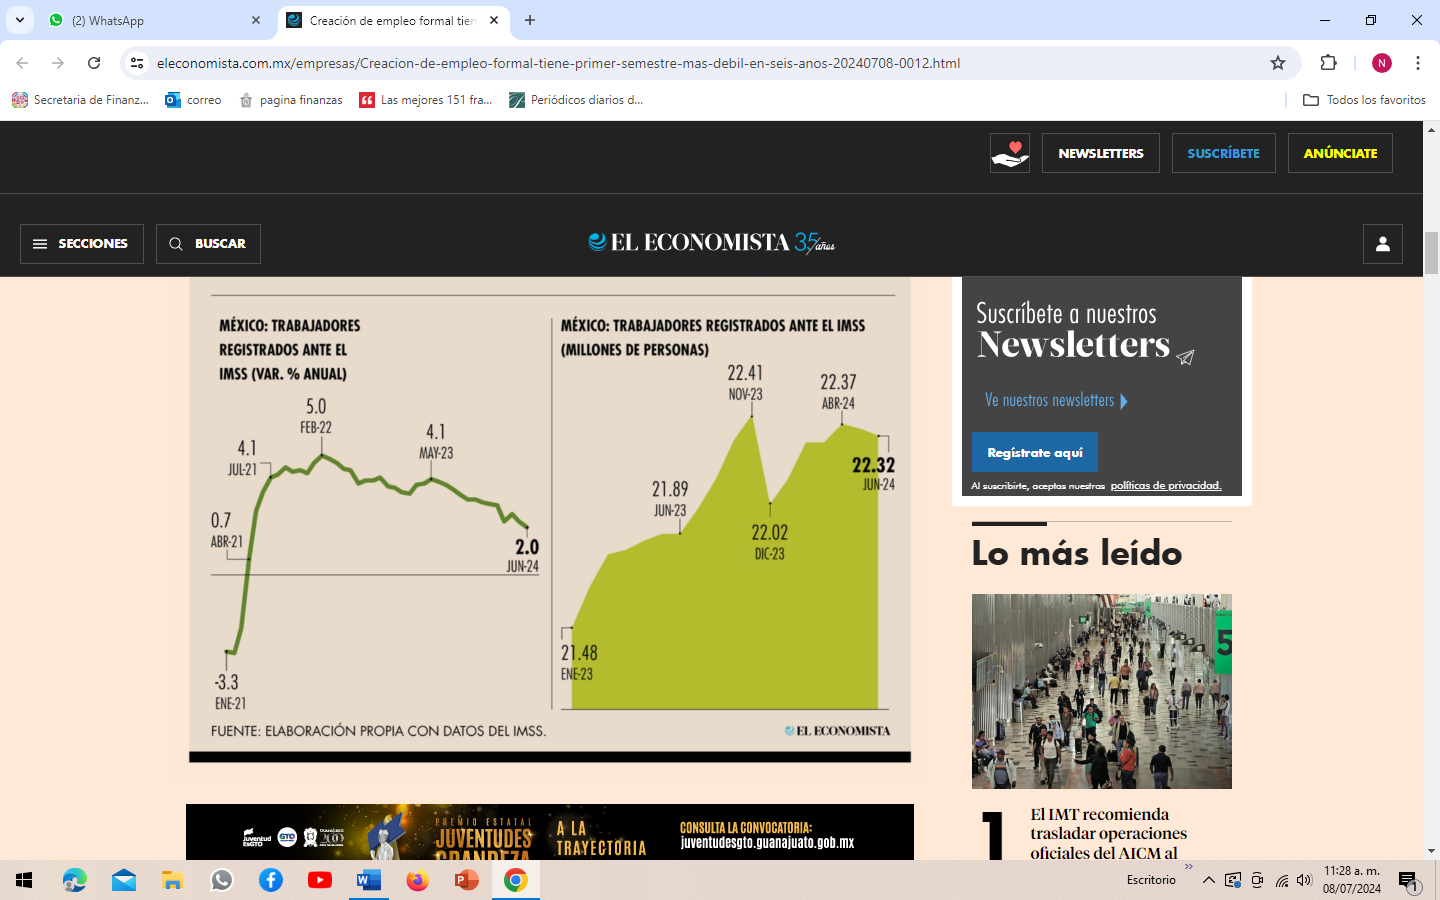 (2) WhatsApp
Creación de empleo formal tien
eleconomista.com.mx/empresas/Creacion-de-empleo-formal-tiene-primer-semestre-mas-debil-en-seis-anos-20240708-0012.html
N
Secretaria de Finanz...
correo
pagina finanzas
Las mejores 151 fra...
Periódicos diarios d...
Todos los favoritos
NEWSLETTERS
SUSCRÍBETE
ANÚNCIATE
SECCIONES
BUSCAR
EL ECONOMISTA 35 años
MÉXICO: TRABAJADORES
REGISTRADOS ANTE EL
IMSS (VAR. % ANUAL)
5.0
FEB-22
4.1
JUL-21
4.1
MAY-23
0.7
ABR-21
2.0
JUN-24
-3.3
ENE-21
MÉXICO: TRABAJADORES REGISTRADOS ANTE EL IMSS
(MILLONES DE PERSONAS)
22.41
NOV-23
22.37
ABR-24
22.32
JUN-24
21.89
JUN-23
22.02
DIC-23
21.48
ENE-23
FUENTE: ELABORACIÓN PROPIA CON DATOS DEL IMSS.
EL ECONOMISTA
Suscríbete a nuestros
Newsletters
Ve nuestros newsletters
Regístrate aquí
Al suscribirte, aceptas nuestras políticas de privacidad.
Lo más leído
5
1
El IMT recomienda
trasladar operaciones
oficiales del AICM al
Juventud
EsGTO
GTO
PREMIO ESTATAL
JUVENTUDES
GRANDEZA
A LA
TRAYECTORIA
CONSULTA LA CONVOCATORIA:
juventudesgto.guanajuato.gob.mx
Escritorio
11:28 a. m.
08/07/2024
1